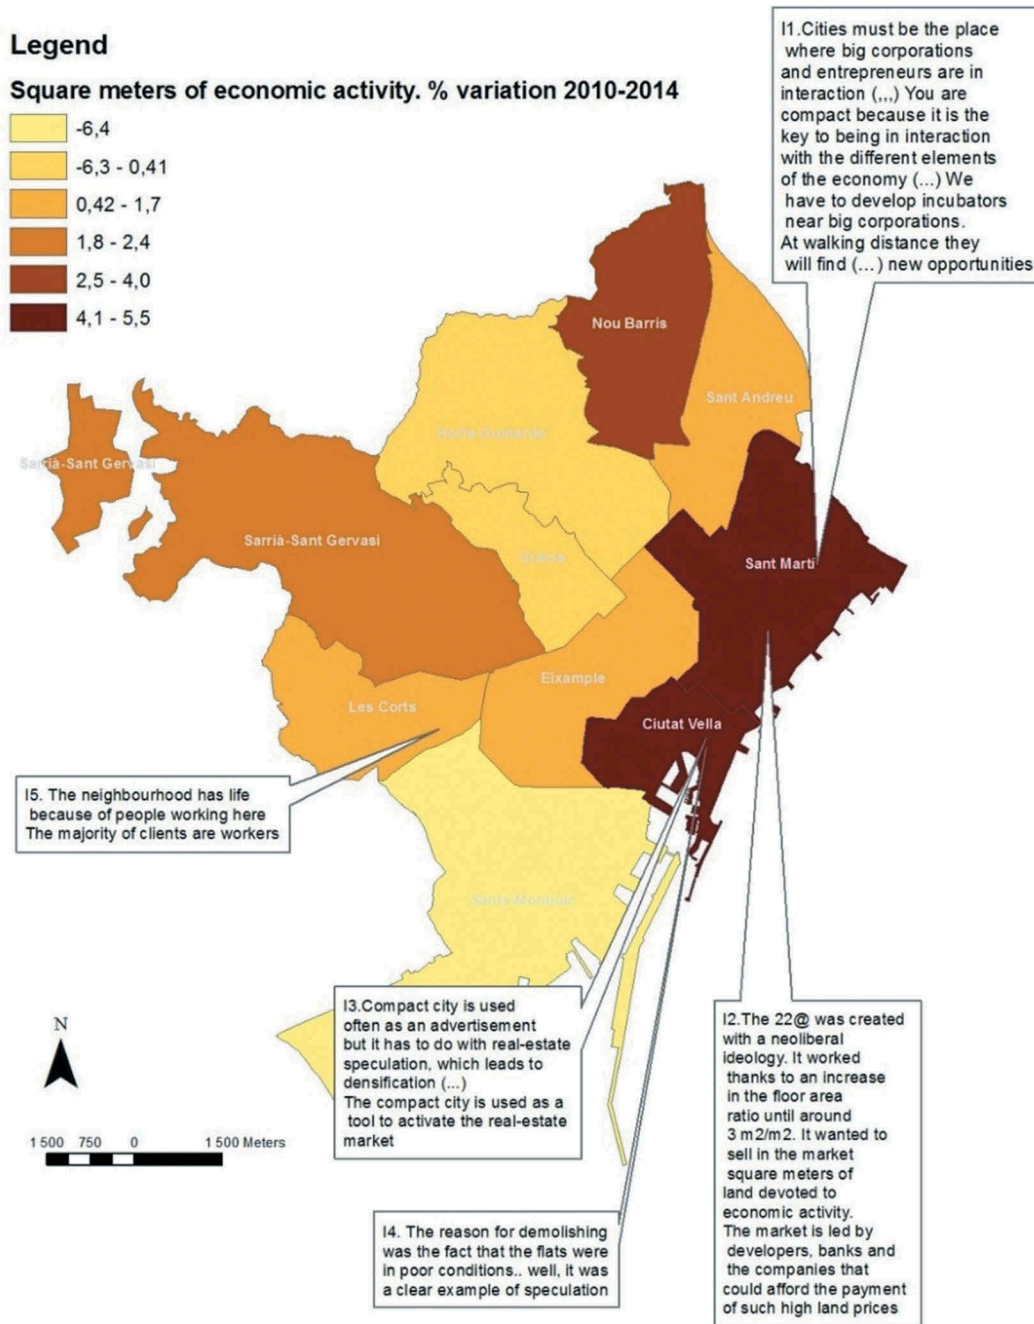 Legend
Square meters of economic activity. % variation 2010-2014
-6,4
-6,3 - 0,41
0,42 - 1,7
1,8 - 2,4
2,5 - 4,0
4,1 - 5,5
I1.Cities must be the place
where big corporations
and entrepreneurs are in
interaction (,,,) You are
compact because it is the
key to being in interaction
with the different elements
of the economy (...) We
have to develop incubators
near big corporations.
At walking distance they
will find (...) new opportunities
Nou Barris
Sant Andreu
Horta-Guinardó
Sarrià-Sant Gervasi
Sarrià-Sant Gervasi
Gràcia
Sant Martí
Eixample
Les Corts
Ciutat Vella
I5. The neighbourhood has life
because of people working here
The majority of clients are workers
Sants-Montjuïc
I3.Compact city is used
often as an advertisement
but it has to do with real-estate
speculation, which leads to
densification (...)
The compact city is used as a
tool to activate the real-estate
market
I2.The 22@ was created
with a neoliberal
ideology. It worked
thanks to an increase
in the floor area
ratio until around
3 m2/m2. It wanted to
sell in the market
square meters of
land devoted to
economic activity.
The market is led by
developers, banks and
the companies that
could afford the payment
of such high land prices
N
1 500 750 0 1 500 Meters
I4. The reason for demolishing
was the fact that the flats were
in poor conditions.. well, it was
a clear example of speculation